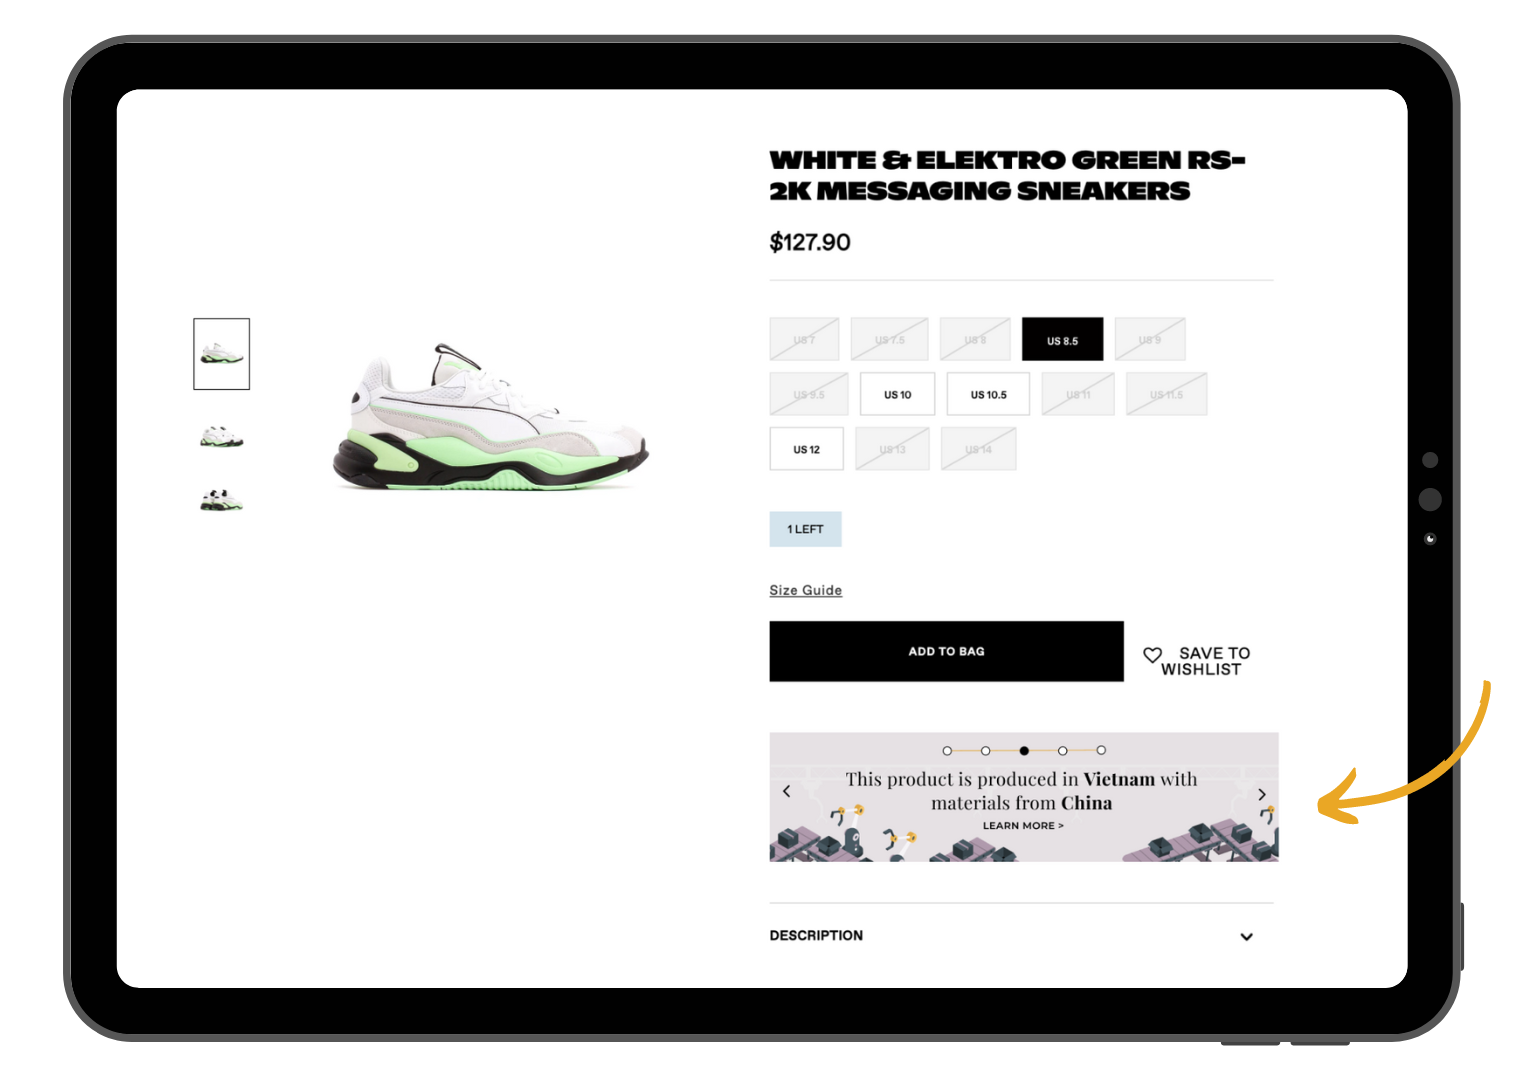 WHITE & ELEKTRO GREEN RS-
2K MESSAGING SNEAKERS
$127.90
US 7
US 7.5
US 8
US 8.5
US 9
US 9.5
US 10
US 10.5
US 11
US 11.5
US 12
US 13
US 14
1 LEFT
Size Guide
ADD TO BAG
SAVE TO
WISHLIST
This product is produced in Vietnam with
materials from China
LEARN MORE >
DESCRIPTION